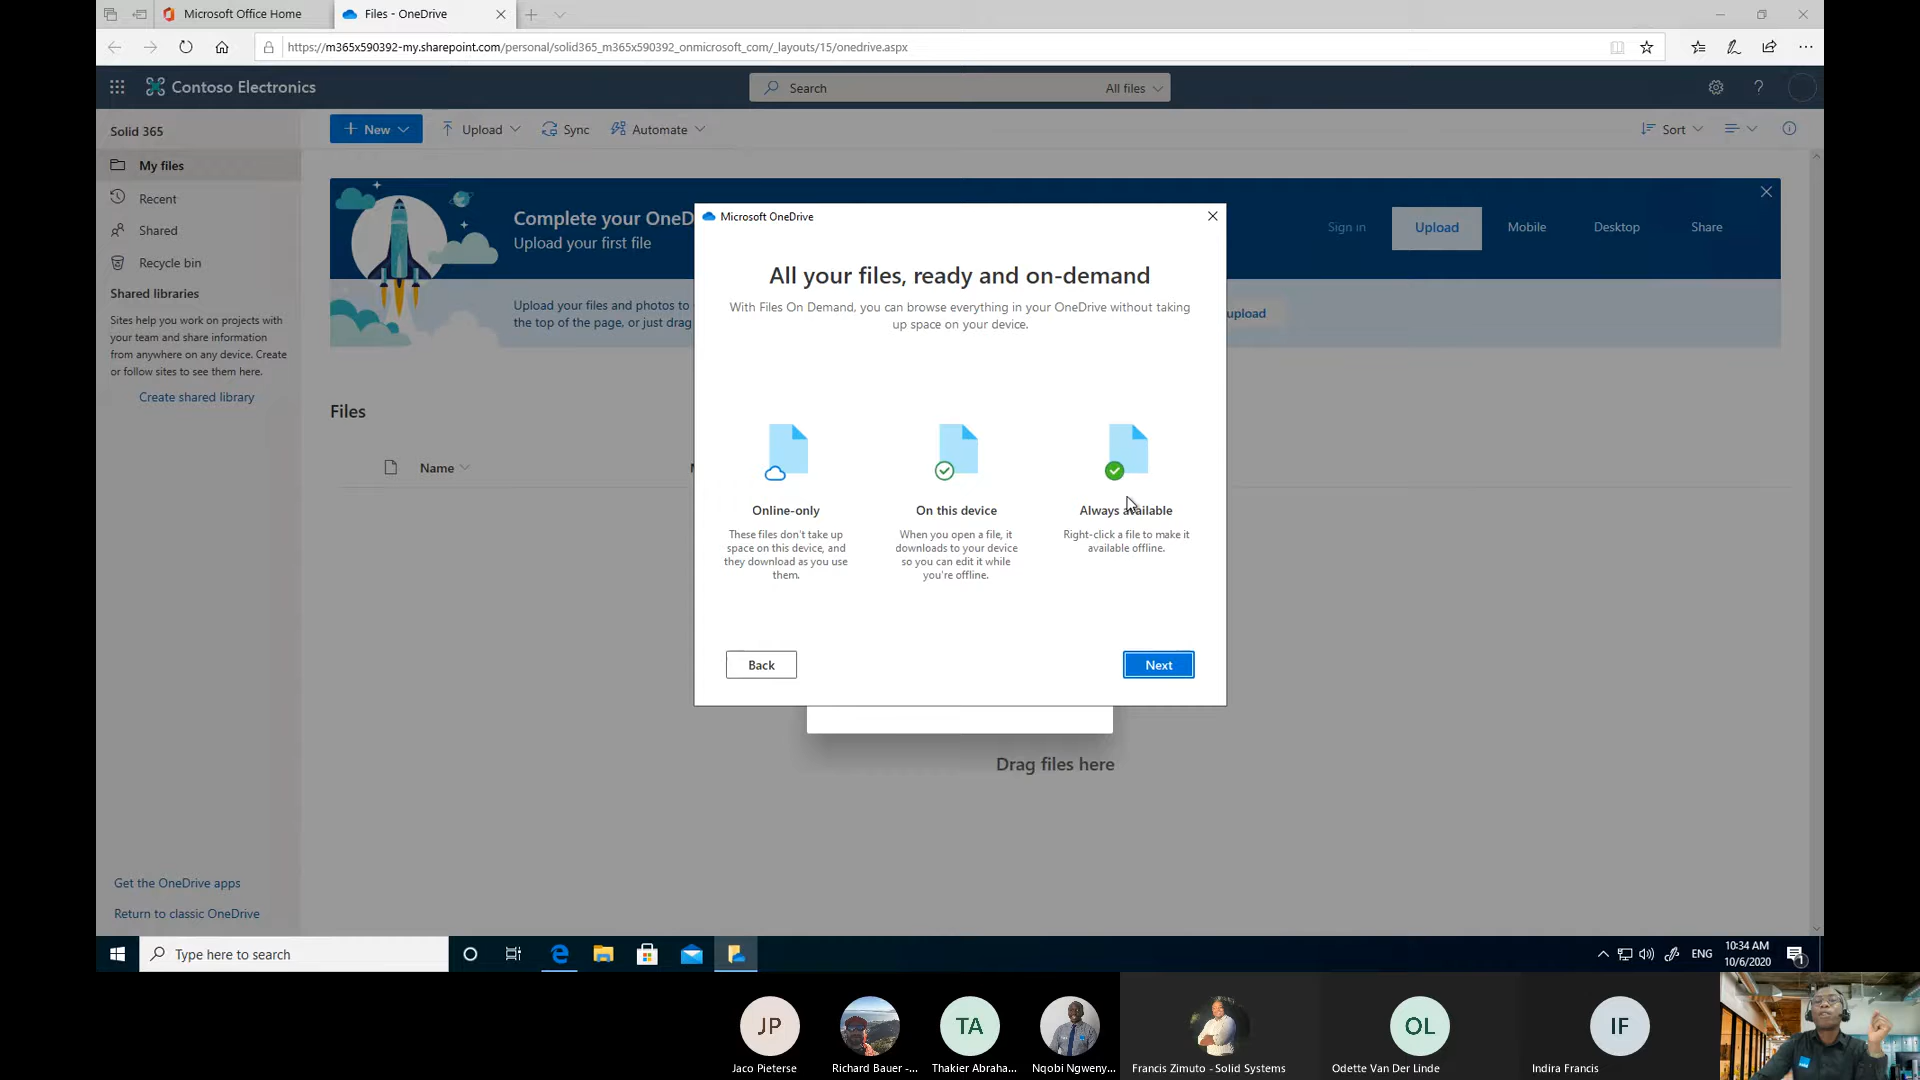 Microsoft Office Home
Files - OneDrive
https://m365x590392-my.sharepoint.com/personal/solid365_m365x590392_onmicrosoft_com/_layouts/15/onedrive.aspx
Contoso Electronics
Search
All files
Solid 365
New
Upload
Sync
Automate
Sort
My files
Recent
Shared
Recycle bin
Shared libraries
Sites help you work on projects with
your team and share information
from anywhere on any device. Create
or follow sites to see them here.
Create shared library
Complete your OneD
Upload your first file
Sign in
Upload
Mobile
Desktop
Share
Upload your files and photos to
the top of the page, or just drag
upload
Files
Name
Microsoft OneDrive
All your files, ready and on-demand
With Files On Demand, you can browse everything in your OneDrive without taking
up space on your device.
Online-only
These files don't take up
space on this device, and
they download as you use
them.
On this device
When you open a file, it
downloads to your device
so you can edit it while
you're offline.
Always available
Right-click a file to make it
available offline.
Back
Next
Drag files here
Get the OneDrive apps
Return to classic OneDrive
Type here to search
ENG
10:34 AM
10/6/2020
1
JP
TA
OL
IF
Jaco Pieterse
Richard Bauer -...
Thakier Abraha...
Nqobi Ngweny...
Francis Zimuto - Solid Systems
Odette Van Der Linde
Indira Francis